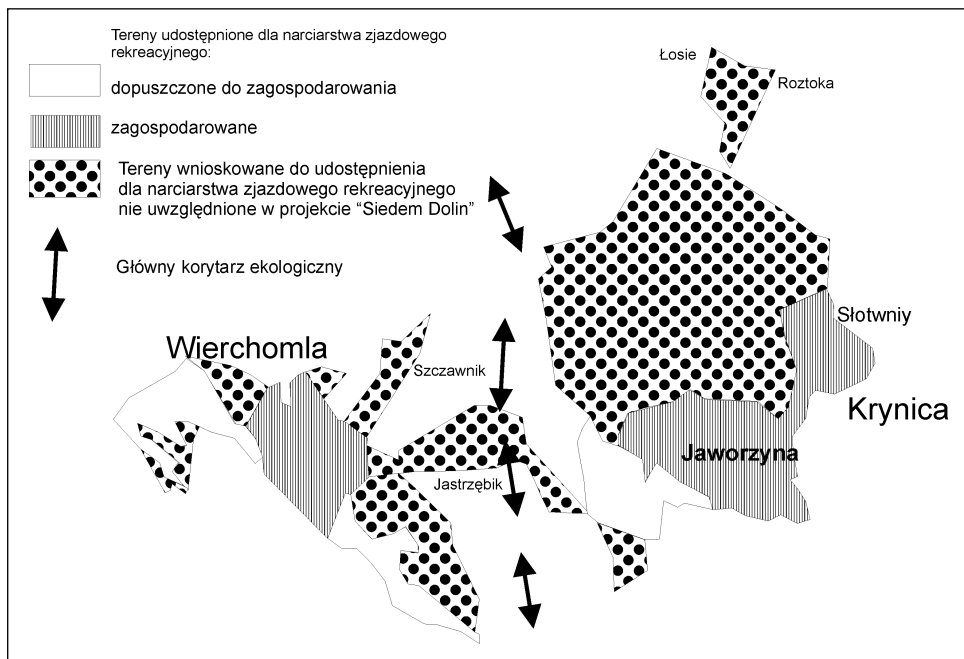 Tereny udostępnione dla narciarstwa zjazdowego
rekreacyjnego:
dopuszczone do zagospodarowania
zagospodarowane
Tereny wnioskowane do udostępnienia
dla narciarstwa zjazdowego rekreacyjnego
nie uwzględnione w projekcie “Siedem Dolin”
Główny korytarz ekologiczny
Łosie
Roztoka
Słotwniy
Wierchomla
Szczawnik
Krynica
Jaworzyna
Jastrzębik